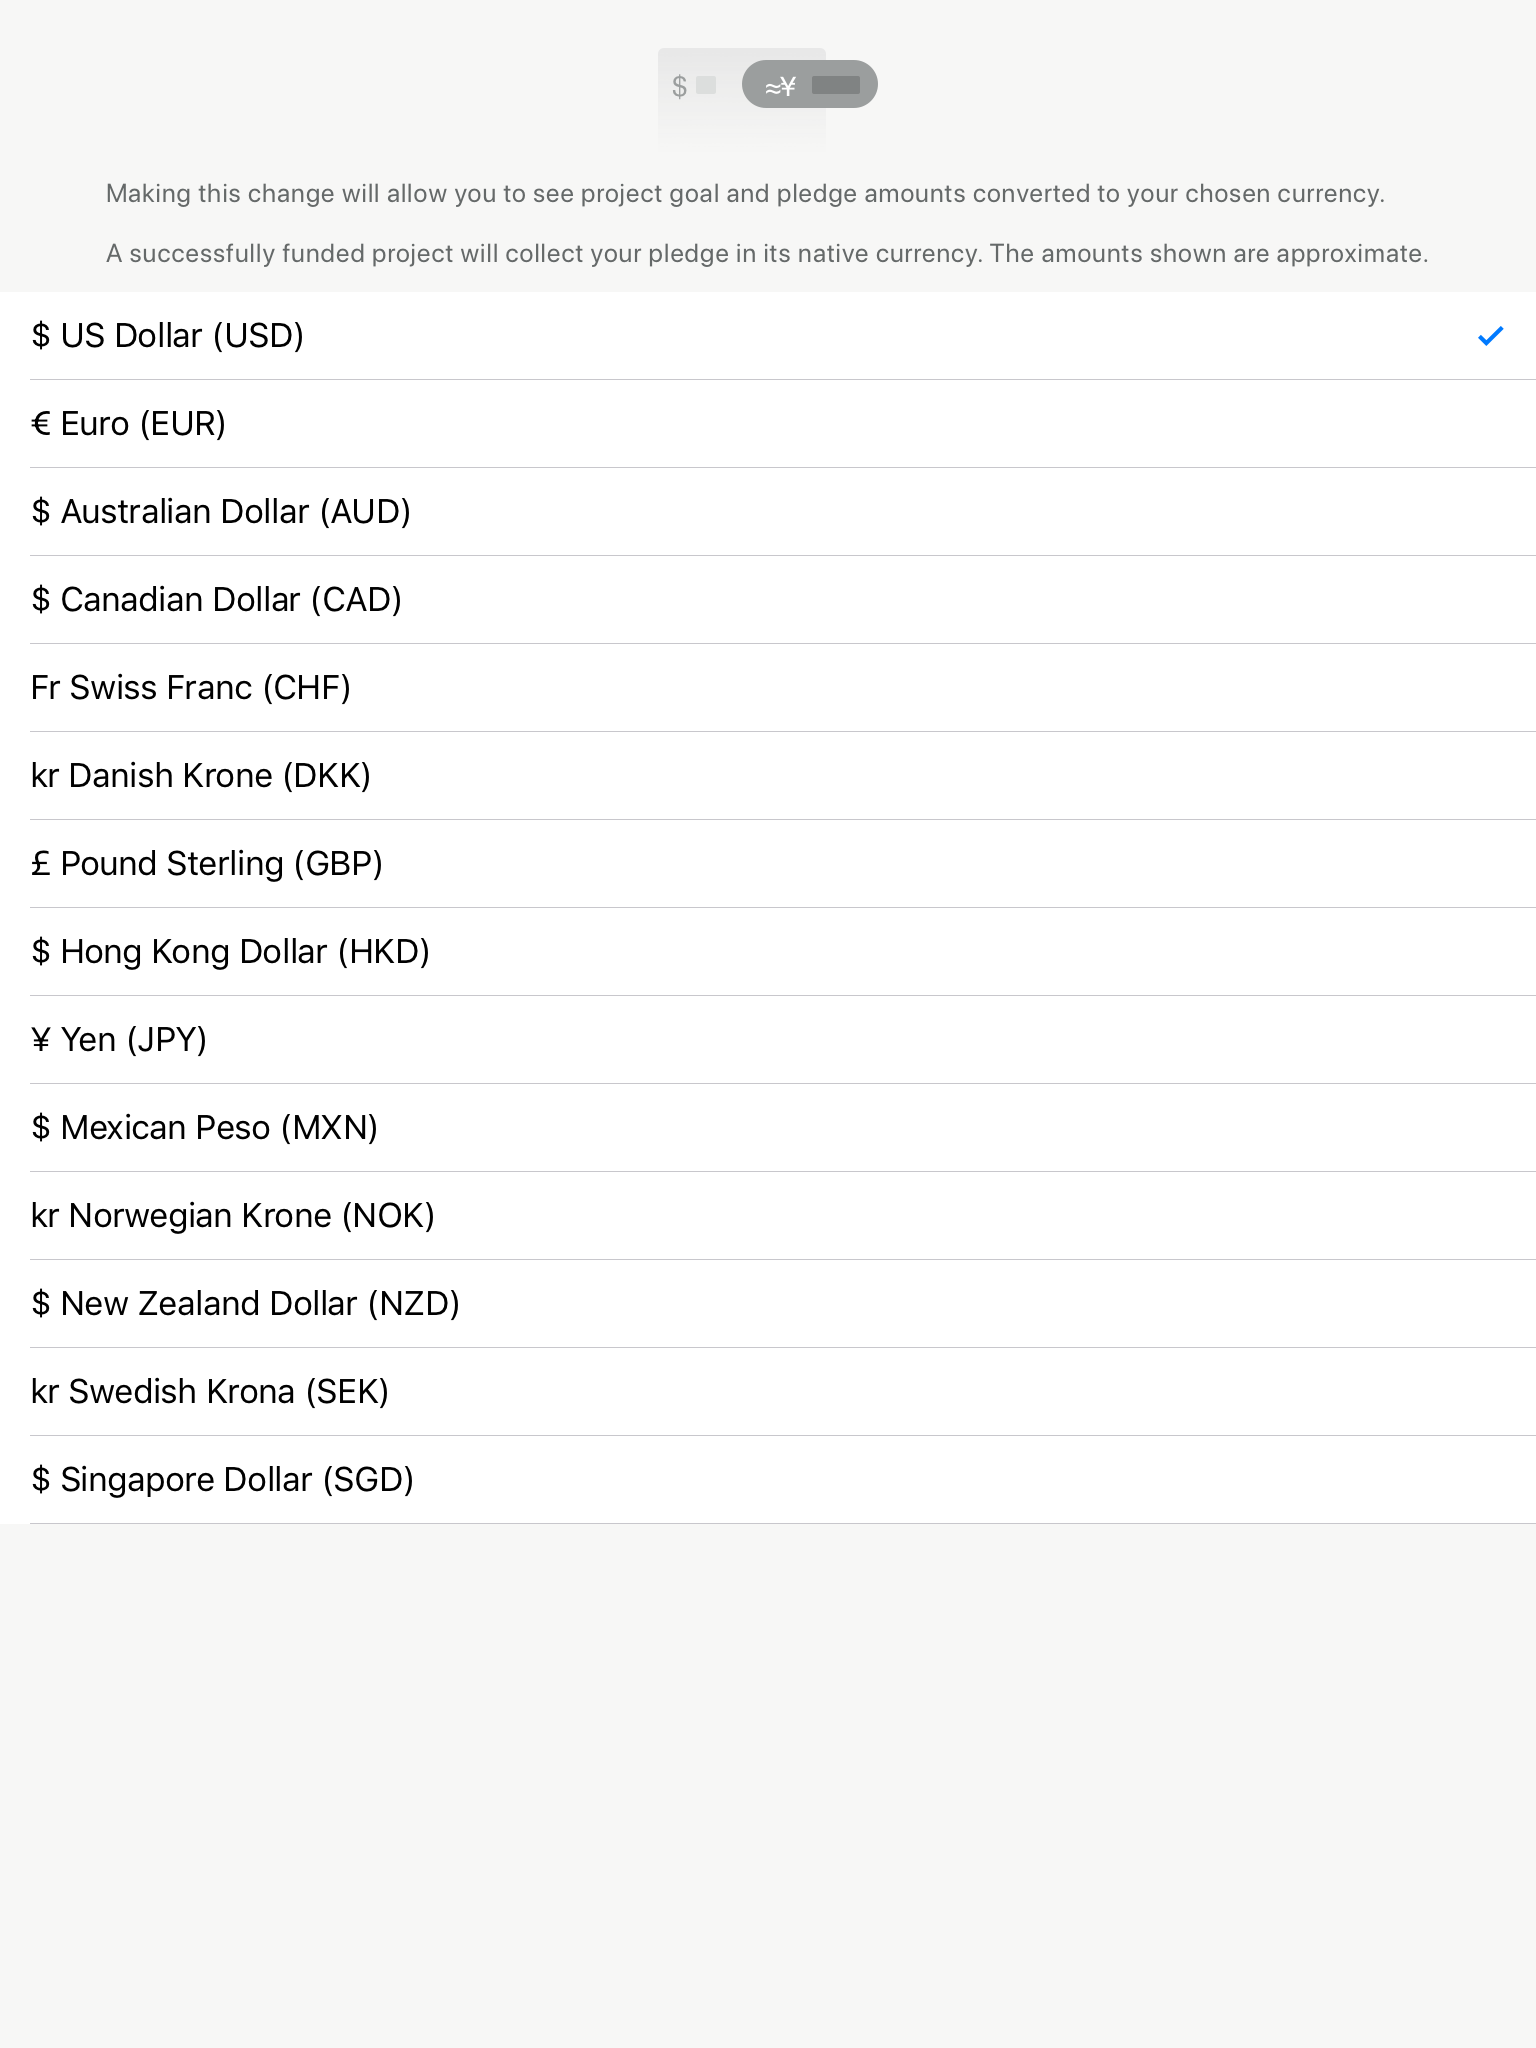 $ ≈¥
Making this change will allow you to see project goal and pledge amounts converted to your chosen currency.
A successfully funded project will collect your pledge in its native currency. The amounts shown are approximate.
$ US Dollar (USD)
€ Euro (EUR)
$ Australian Dollar (AUD)
$ Canadian Dollar (CAD)
Fr Swiss Franc (CHF)
kr Danish Krone (DKK)
£ Pound Sterling (GBP)
$ Hong Kong Dollar (HKD)
¥ Yen (JPY)
$ Mexican Peso (MXN)
kr Norwegian Krone (NOK)
$ New Zealand Dollar (NZD)
kr Swedish Krona (SEK)
$ Singapore Dollar (SGD)